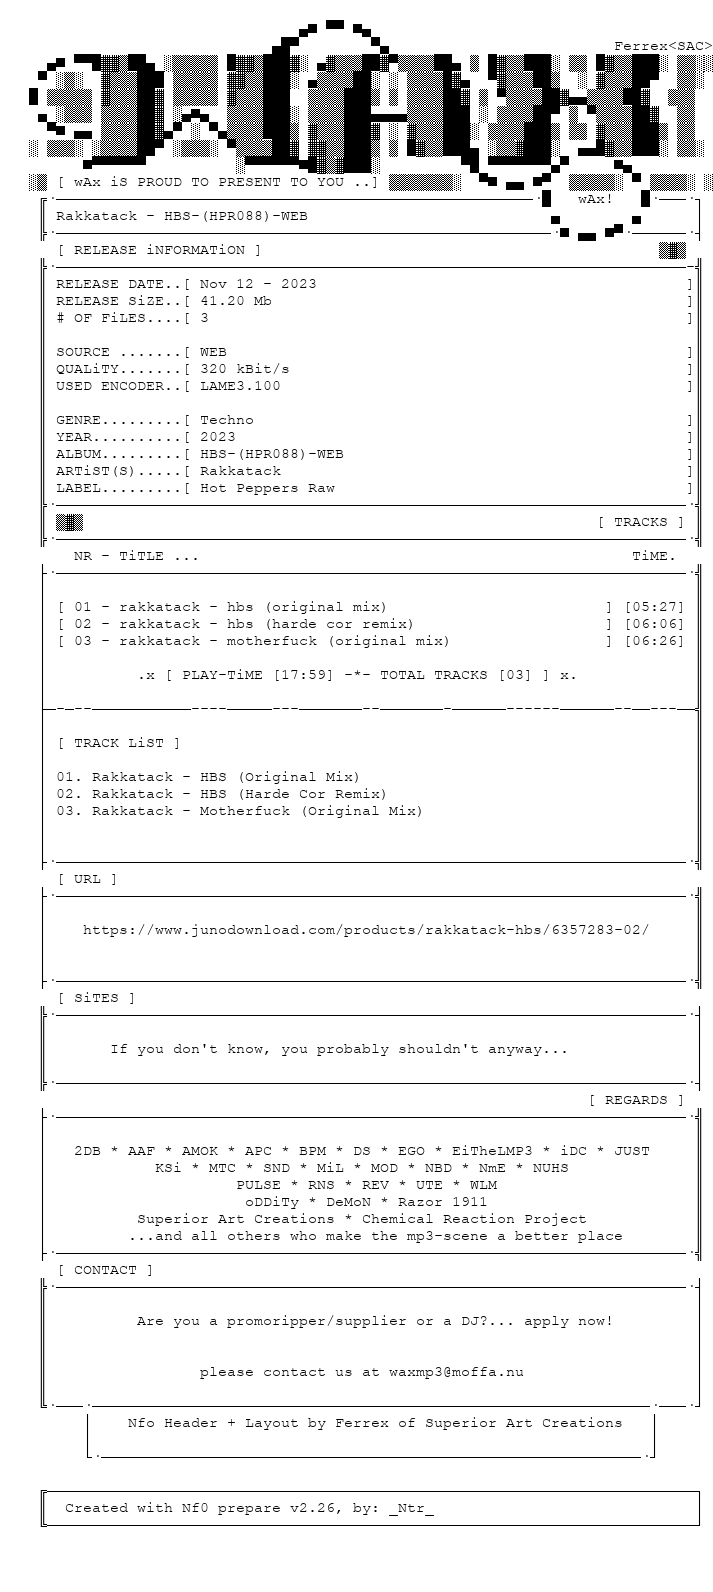 Ferrex<SAC>
[ wAx iS PROUD TO PRESENT TO YOU ..]
wAx!
Rakkatack - HBS-(HPR088)-WEB
[ RELEASE iNFORMATiON ]
RELEASE DATE..[ Nov 12 - 2023 ]
RELEASE SiZE..[ 41.20 Mb ]
# OF FiLES....[ 3 ]
SOURCE .......[ WEB ]
QUALiTY.......[ 320 kBit/s ]
USED ENCODER..[ LAME3.100 ]
GENRE.........[ Techno ]
YEAR..........[ 2023 ]
ALBUM.........[ HBS-(HPR088)-WEB ]
ARTiST(S).....[ Rakkatack ]
LABEL.........[ Hot Peppers Raw ]
[ TRACKS ]
NR - TiTLE ... TiME.
[ 01 - rakkatack - hbs (original mix) ] [05:27]
[ 02 - rakkatack - hbs (harde cor remix) ] [06:06]
[ 03 - rakkatack - motherfuck (original mix) ] [06:26]
.x [ PLAY-TiME [17:59] -*- TOTAL TRACKS [03] ] x.
[ TRACK LiST ]
01. Rakkatack - HBS (Original Mix)
02. Rakkatack - HBS (Harde Cor Remix)
03. Rakkatack - Motherfuck (Original Mix)
[ URL ]
https://www.junodownload.com/products/rakkatack-hbs/6357283-02/
[ SiTES ]
If you don't know, you probably shouldn't anyway...
[ REGARDS ]
2DB * AAF * AMOK * APC * BPM * DS * EGO * EiTheLMP3 * iDC * JUST
KSi * MTC * SND * MiL * MOD * NBD * NmE * NUHS
PULSE * RNS * REV * UTE * WLM
oDDiTy * DeMoN * Razor 1911
Superior Art Creations * Chemical Reaction Project
...and all others who make the mp3-scene a better place
[ CONTACT ]
Are you a promoripper/supplier or a DJ?... apply now!
please contact us at waxmp3@moffa.nu
Nfo Header + Layout by Ferrex of Superior Art Creations
Created with Nf0 prepare v2.26, by: _Ntr_